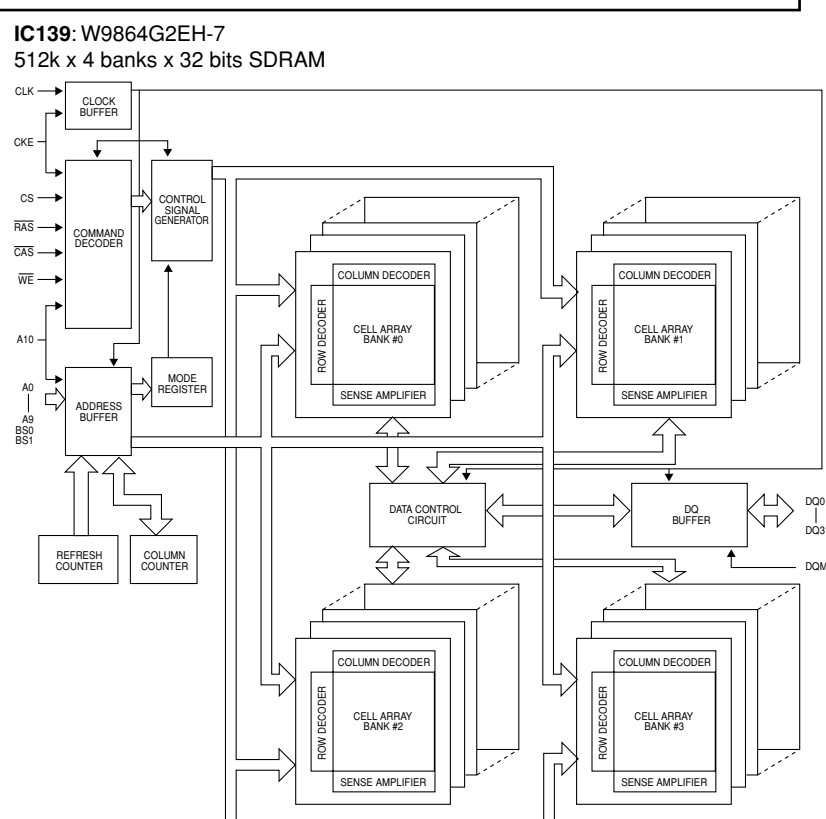 IC139: W9864G2EH-7
512k x 4 banks x 32 bits SDRAM
CLK
CLOCK
BUFFER
CKE
CS
RAS
CAS
WE
COMMAND
DECODER
CONTROL
SIGNAL
GENERATOR
A10
A0
A9
BS0
BS1
ADDRESS
BUFFER
MODE
REGISTER
REFRESH
COUNTER
COLUMN
COUNTER
COLUMN DECODER
ROW DECODER
CELL ARRAY
BANK #0
SENSE AMPLIFIER
COLUMN DECODER
ROW DECODER
CELL ARRAY
BANK #1
SENSE AMPLIFIER
DATA CONTROL
CIRCUIT
DQ
BUFFER
DQ0
DQ3
DQM
COLUMN DECODER
ROW DECODER
CELL ARRAY
BANK #2
SENSE AMPLIFIER
COLUMN DECODER
ROW DECODER
CELL ARRAY
BANK #3
SENSE AMPLIFIER